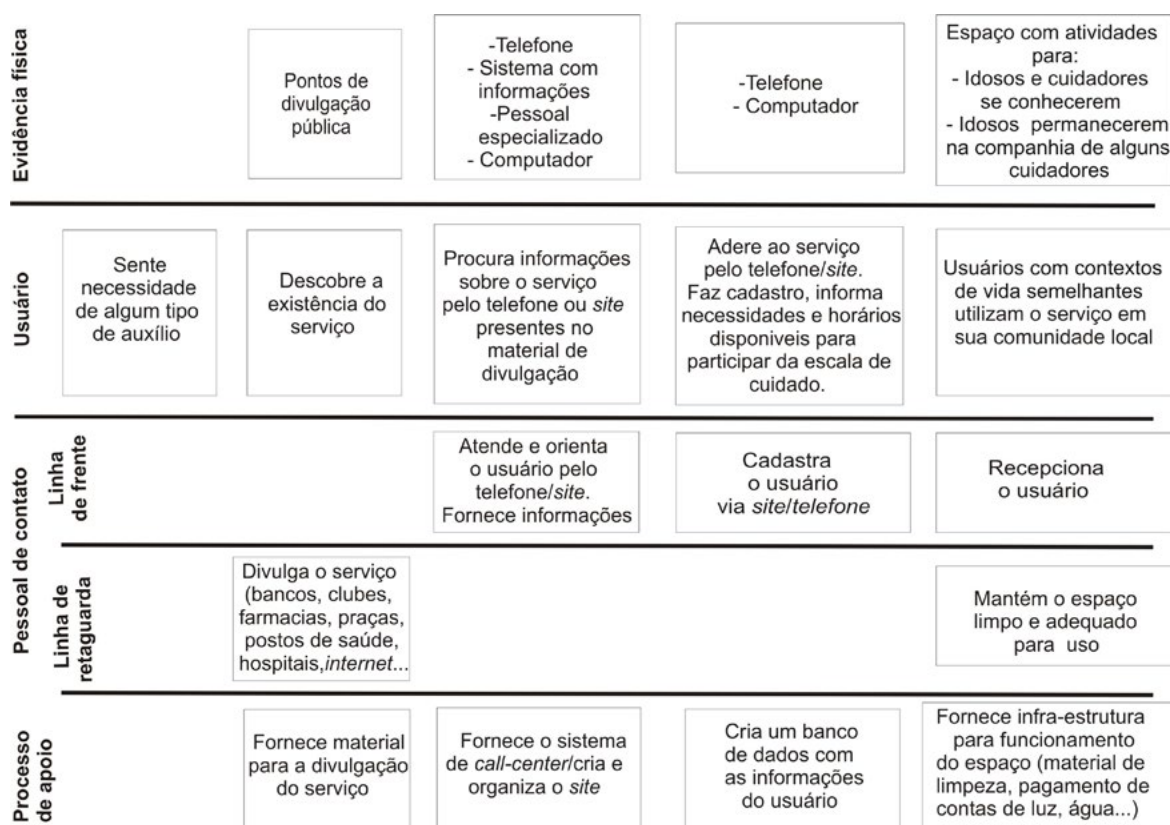 Evidência física
Pontos de
divulgação
pública
-Telefone
- Sistema com
informações
-Pessoal
especializado
- Computador
-Telefone
- Computador
Espaço com atividades
para:
- Idosos e cuidadores
se conhecerem
- Idosos permanecerem
na companhia de alguns
cuidadores
Usuário
Sente
necessidade
de algum tipo
de auxílio
Descobre a
existência do
serviço
Procura informações
sobre o serviço
pelo telefone ou site
presentes no
material de
divulgação
Adere ao serviço
pelo telefone/site.
Faz cadastro, informa
necessidades e horários
disponiveis para
participar da escala de
cuidado.
Usuários com contextos
de vida semelhantes
utilizam o serviço em
sua comunidade local
Pessoal de contato
Linha
de frente
Atende e orienta
o usuário pelo
telefone/site.
Fornece informações
Cadastra
o usuário
via site/telefone
Recepciona
o usuário
Linha de
retaguarda
Divulga o serviço
(bancos, clubes,
farmacias, praças,
postos de saúde,
hospitais,internet...
Mantém o espaço
limpo e adequado
para uso
Processo
de apoio
Fornece material
para a divulgação
do serviço
Fornece o sistema
de call-center/cria e
organiza o site
Cria um banco
de dados com
as informações
do usuário
Fornece infra-estrutura
para funcionamento
do espaço (material de
limpeza, pagamento de
contas de luz, água...)